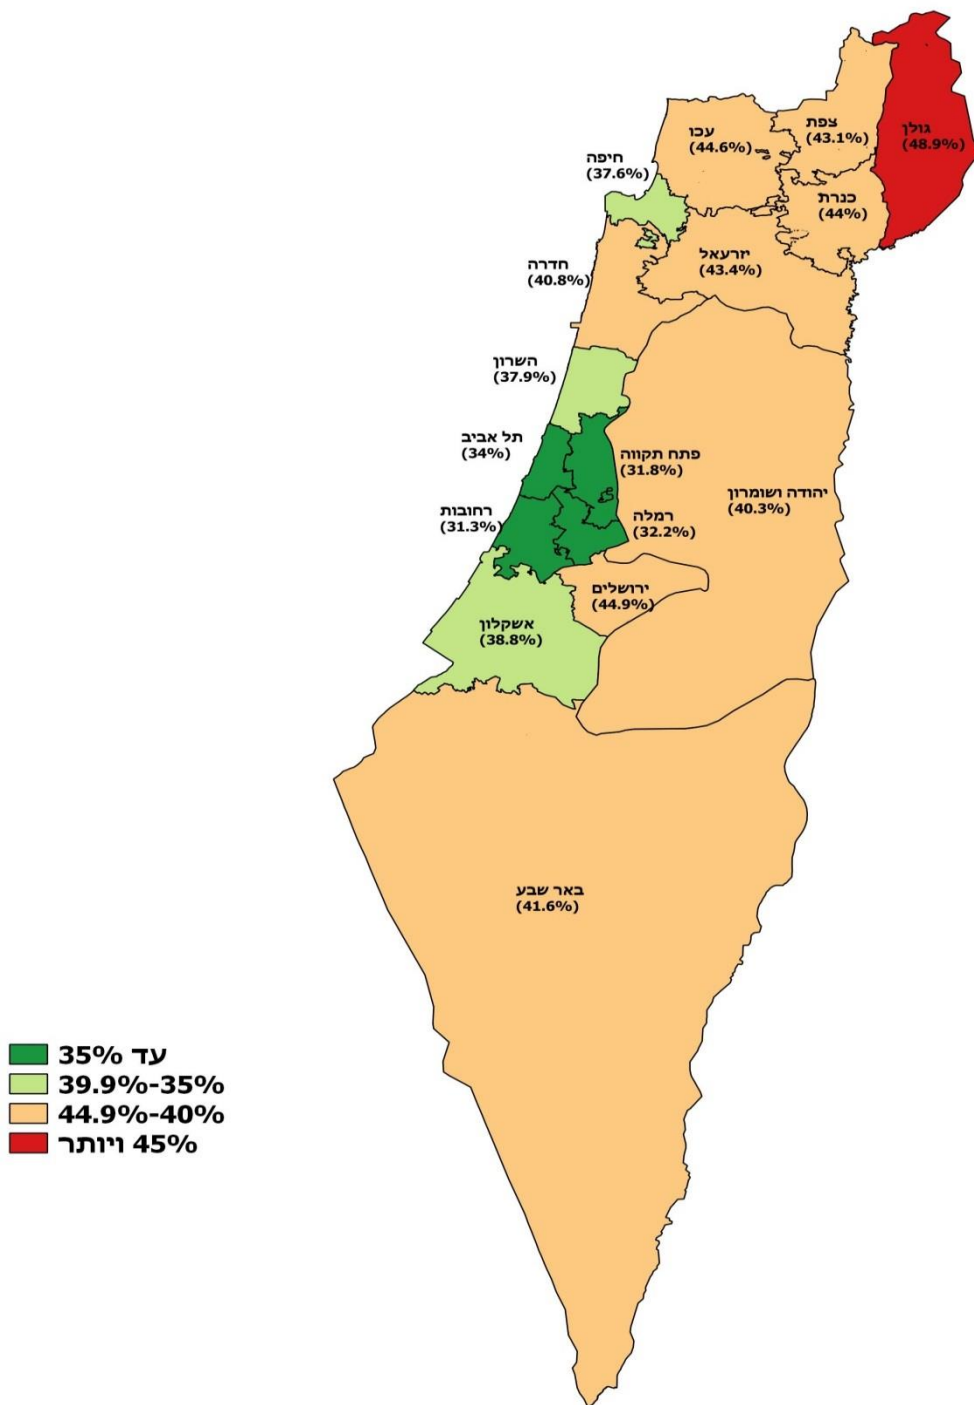 צפת
(43.1%)
גולן
(48.9%)
עכו
(44.6%)
חיפה
(37.6%)
כנרת
(44%)
יזרעאל
(43.4%)
חדרה
(40.8%)
השרון
(37.9%)
תל אביב
(34%)
פתח תקווה
(31.8%)
יהודה ושומרון
(40.3%)
רחובות
(31.3%)
רמלה
(32.2%)
ירושלים
(44.9%)
אשקלון
(38.8%)
באר שבע
(41.6%)
עד 35%
39.9%-35%
44.9%-40%
45% ויותר